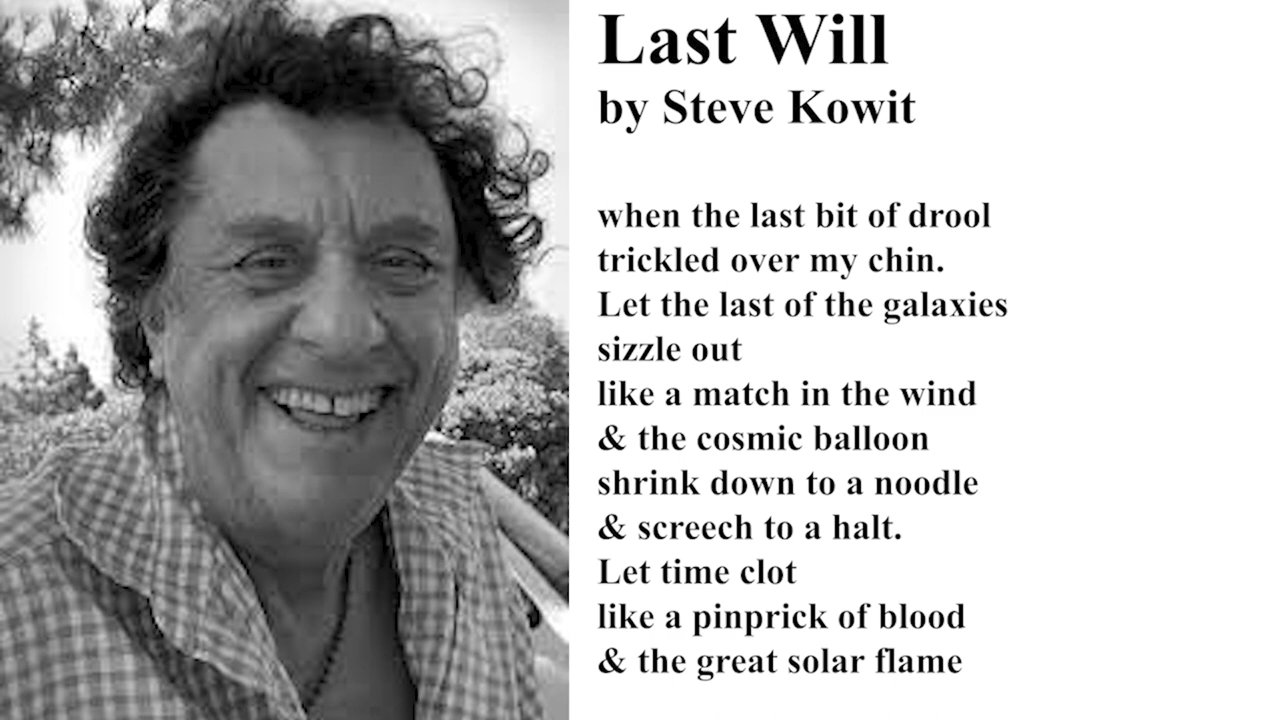 Last Will
by Steve Kowit
when the last bit of drool
trickled over my chin.
Let the last of the galaxies
sizzle out
like a match in the wind
& the cosmic balloon
shrink down to a noodle
& screech to a halt.
Let time clot
like a pinprick of blood
& the great solar flame